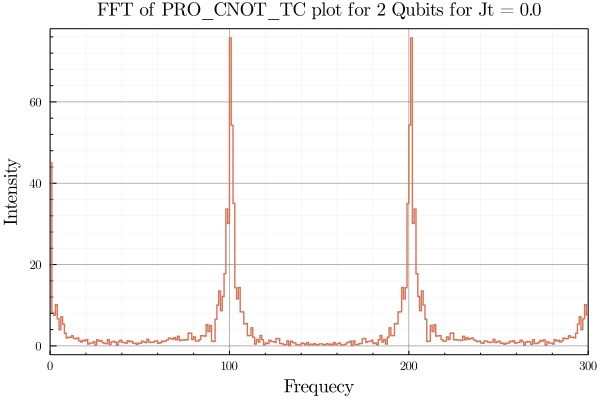 FFT of PRO_CNOT_TC plot for 2 Qubits for Jt = 0.0
Intensity
60
40
20
0
0 100 200 300
Frequecy